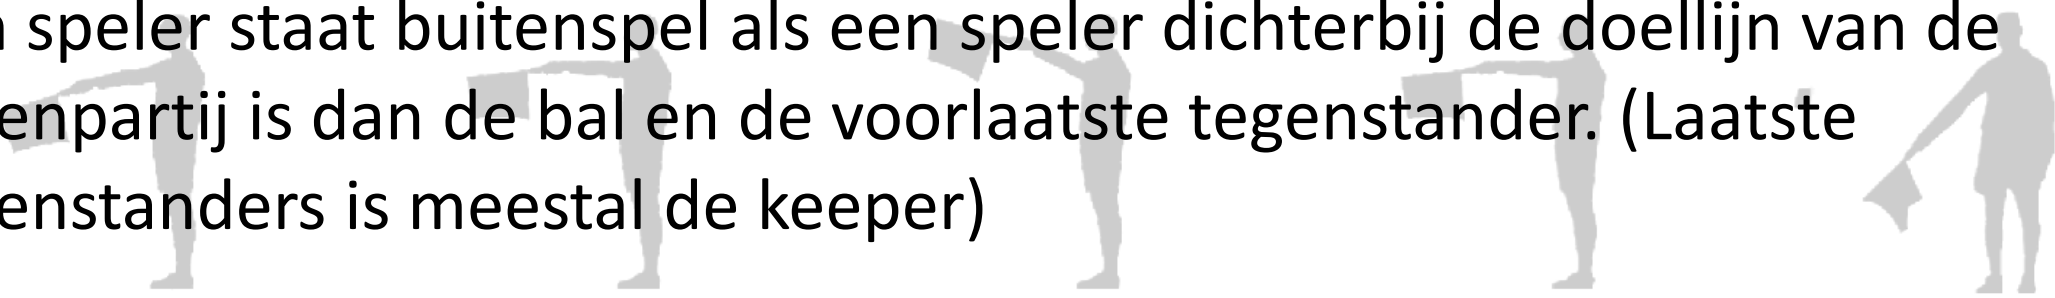 speler staat buitenspel als een speler dichterbij de doellijn van de
enpartij is dan de bal en de voorlaatste tegenstander. (Laatste
enstanders is meestal de keeper)